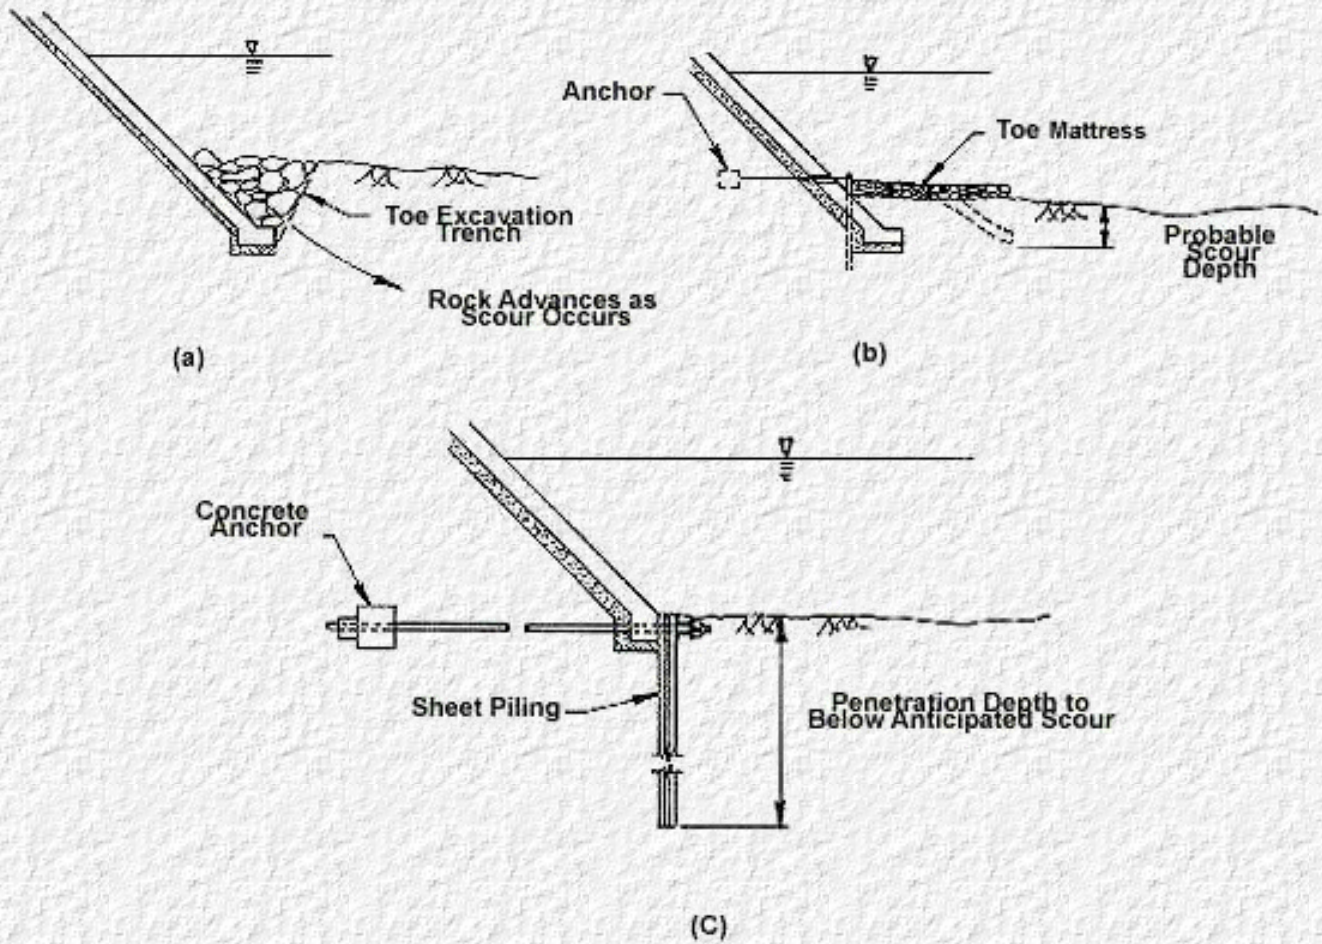 Toe Excavation
Trench
Rock Advances as
Scour Occurs
(a)
Anchor
Toe Mattress
Probable
Scour
Depth
(b)
Concrete
Anchor
Sheet Piling
Penetration Depth to
Below Anticipated Scour
(C)